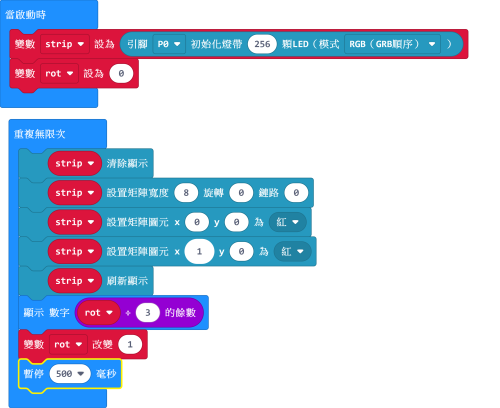 當啟動時
變數 strip 設為 引腳 P0 初始化燈帶 256 顆LED(模式 RGB(GRB順序) )
變數 rot 設為 0
重複無限次
strip 清除顯示
strip 設置矩陣寬度 8 旋轉 0 鏈路 0
strip 設置矩陣圖元 x 0 y 0 為 紅
strip 設置矩陣圖元 x 1 y 0 為 紅
strip 刷新顯示
顯示 數字 rot ÷ 3 的餘數
變數 rot 改變 1
暫停 500 毫秒